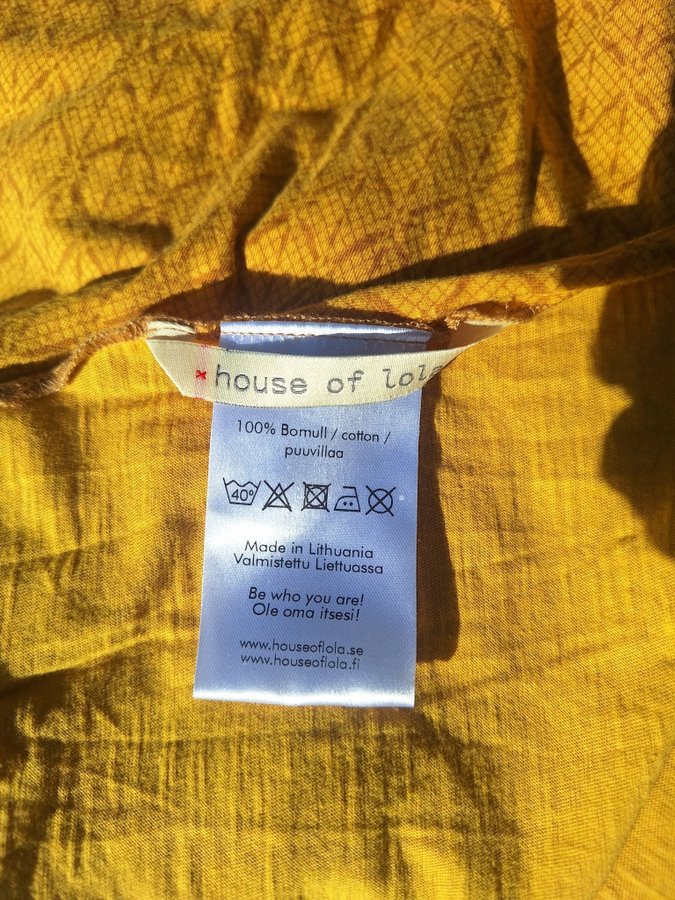 ×house of lola
100% Bomull / cotton /
puuvillaa
40°
Made in Lithuania
Valmistettu Liettuassa
Be who you are!
Ole oma itsesi!
www.houseoflola.se
www.houseoflola.fi